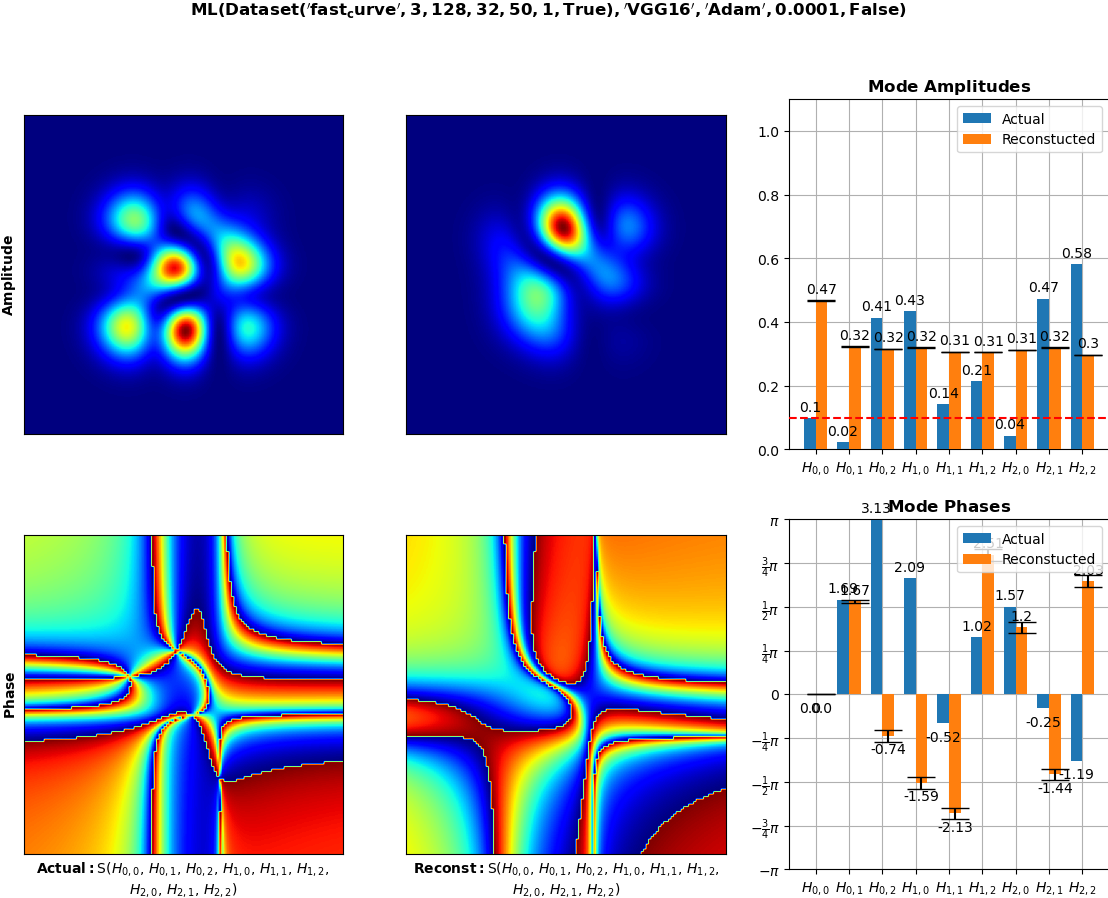 ML(Dataset('fast_curve', 3, 128, 32, 50, 1, True), 'VGG16', 'Adam', 0.0001, False)
Amplitude
Mode Amplitudes
Actual
Reconstucted
1.0
0.8
0.6
0.4
0.2
0.0
0.1 0.47 0.02 0.32 0.41 0.32 0.43 0.32 0.14 0.31 0.21 0.31 0.04 0.31 0.47 0.32 0.58 0.3
H0,0 H0,1 H0,2 H1,0 H1,1 H1,2 H2,0 H2,1 H2,2
Phase
Actual: S(H0,0, H0,1, H0,2, H1,0, H1,1, H1,2,
H2,0, H2,1, H2,2)
Reconst: S(H0,0, H0,1, H0,2, H1,0, H1,1, H1,2,
H2,0, H2,1, H2,2)
Mode Phases
Actual
Reconstucted
π
3/4π
1/2π
1/4π
0
−1/4π
−1/2π
−3/4π
−π
0.0 0.0 1.69 1.67 3.13 -0.74 2.09 -1.59 -0.52 -2.13 1.02 1.57 1.2 -0.25 -1.44 -1.19 2.03
H0,0 H0,1 H0,2 H1,0 H1,1 H1,2 H2,0 H2,1 H2,2